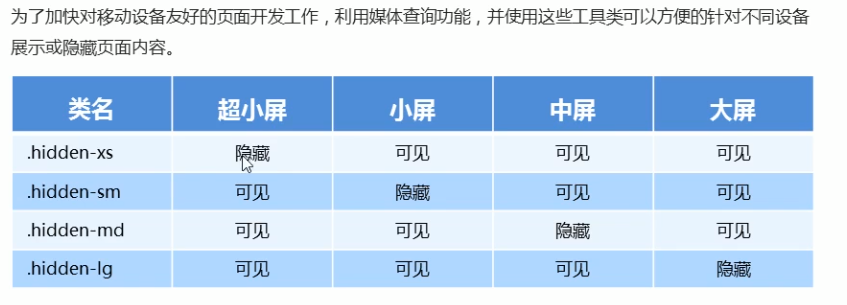 为了加快对移动设备友好的页面开发工作，利用媒体查询功能，并使用这些工具类可以方便的针对不同设备
展示或隐藏页面内容。
类名 超小屏 小屏 中屏 大屏
.hidden-xs 隐藏 可见 可见 可见
.hidden-sm 可见 隐藏 可见 可见
.hidden-md 可见 可见 隐藏 可见
.hidden-lg 可见 可见 可见 隐藏